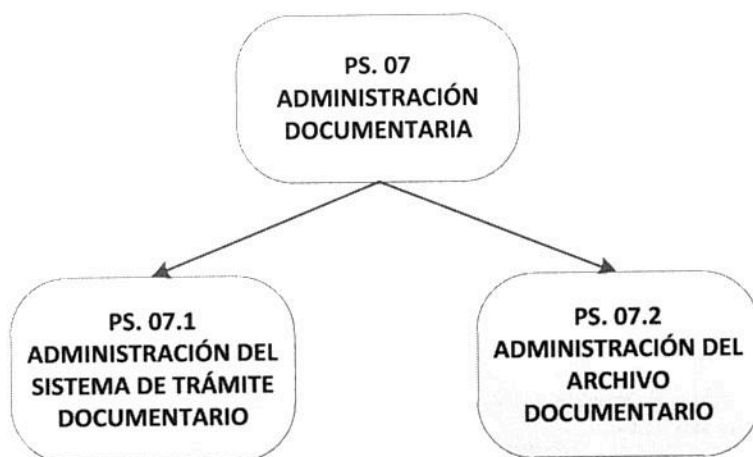 PS. 07
ADMINISTRACIÓN
DOCUMENTARIA
PS. 07.1
ADMINISTRACIÓN DEL
SISTEMA DE TRÁMITE
DOCUMENTARIO
PS. 07.2
ADMINISTRACIÓN DEL
ARCHIVO
DOCUMENTARIO